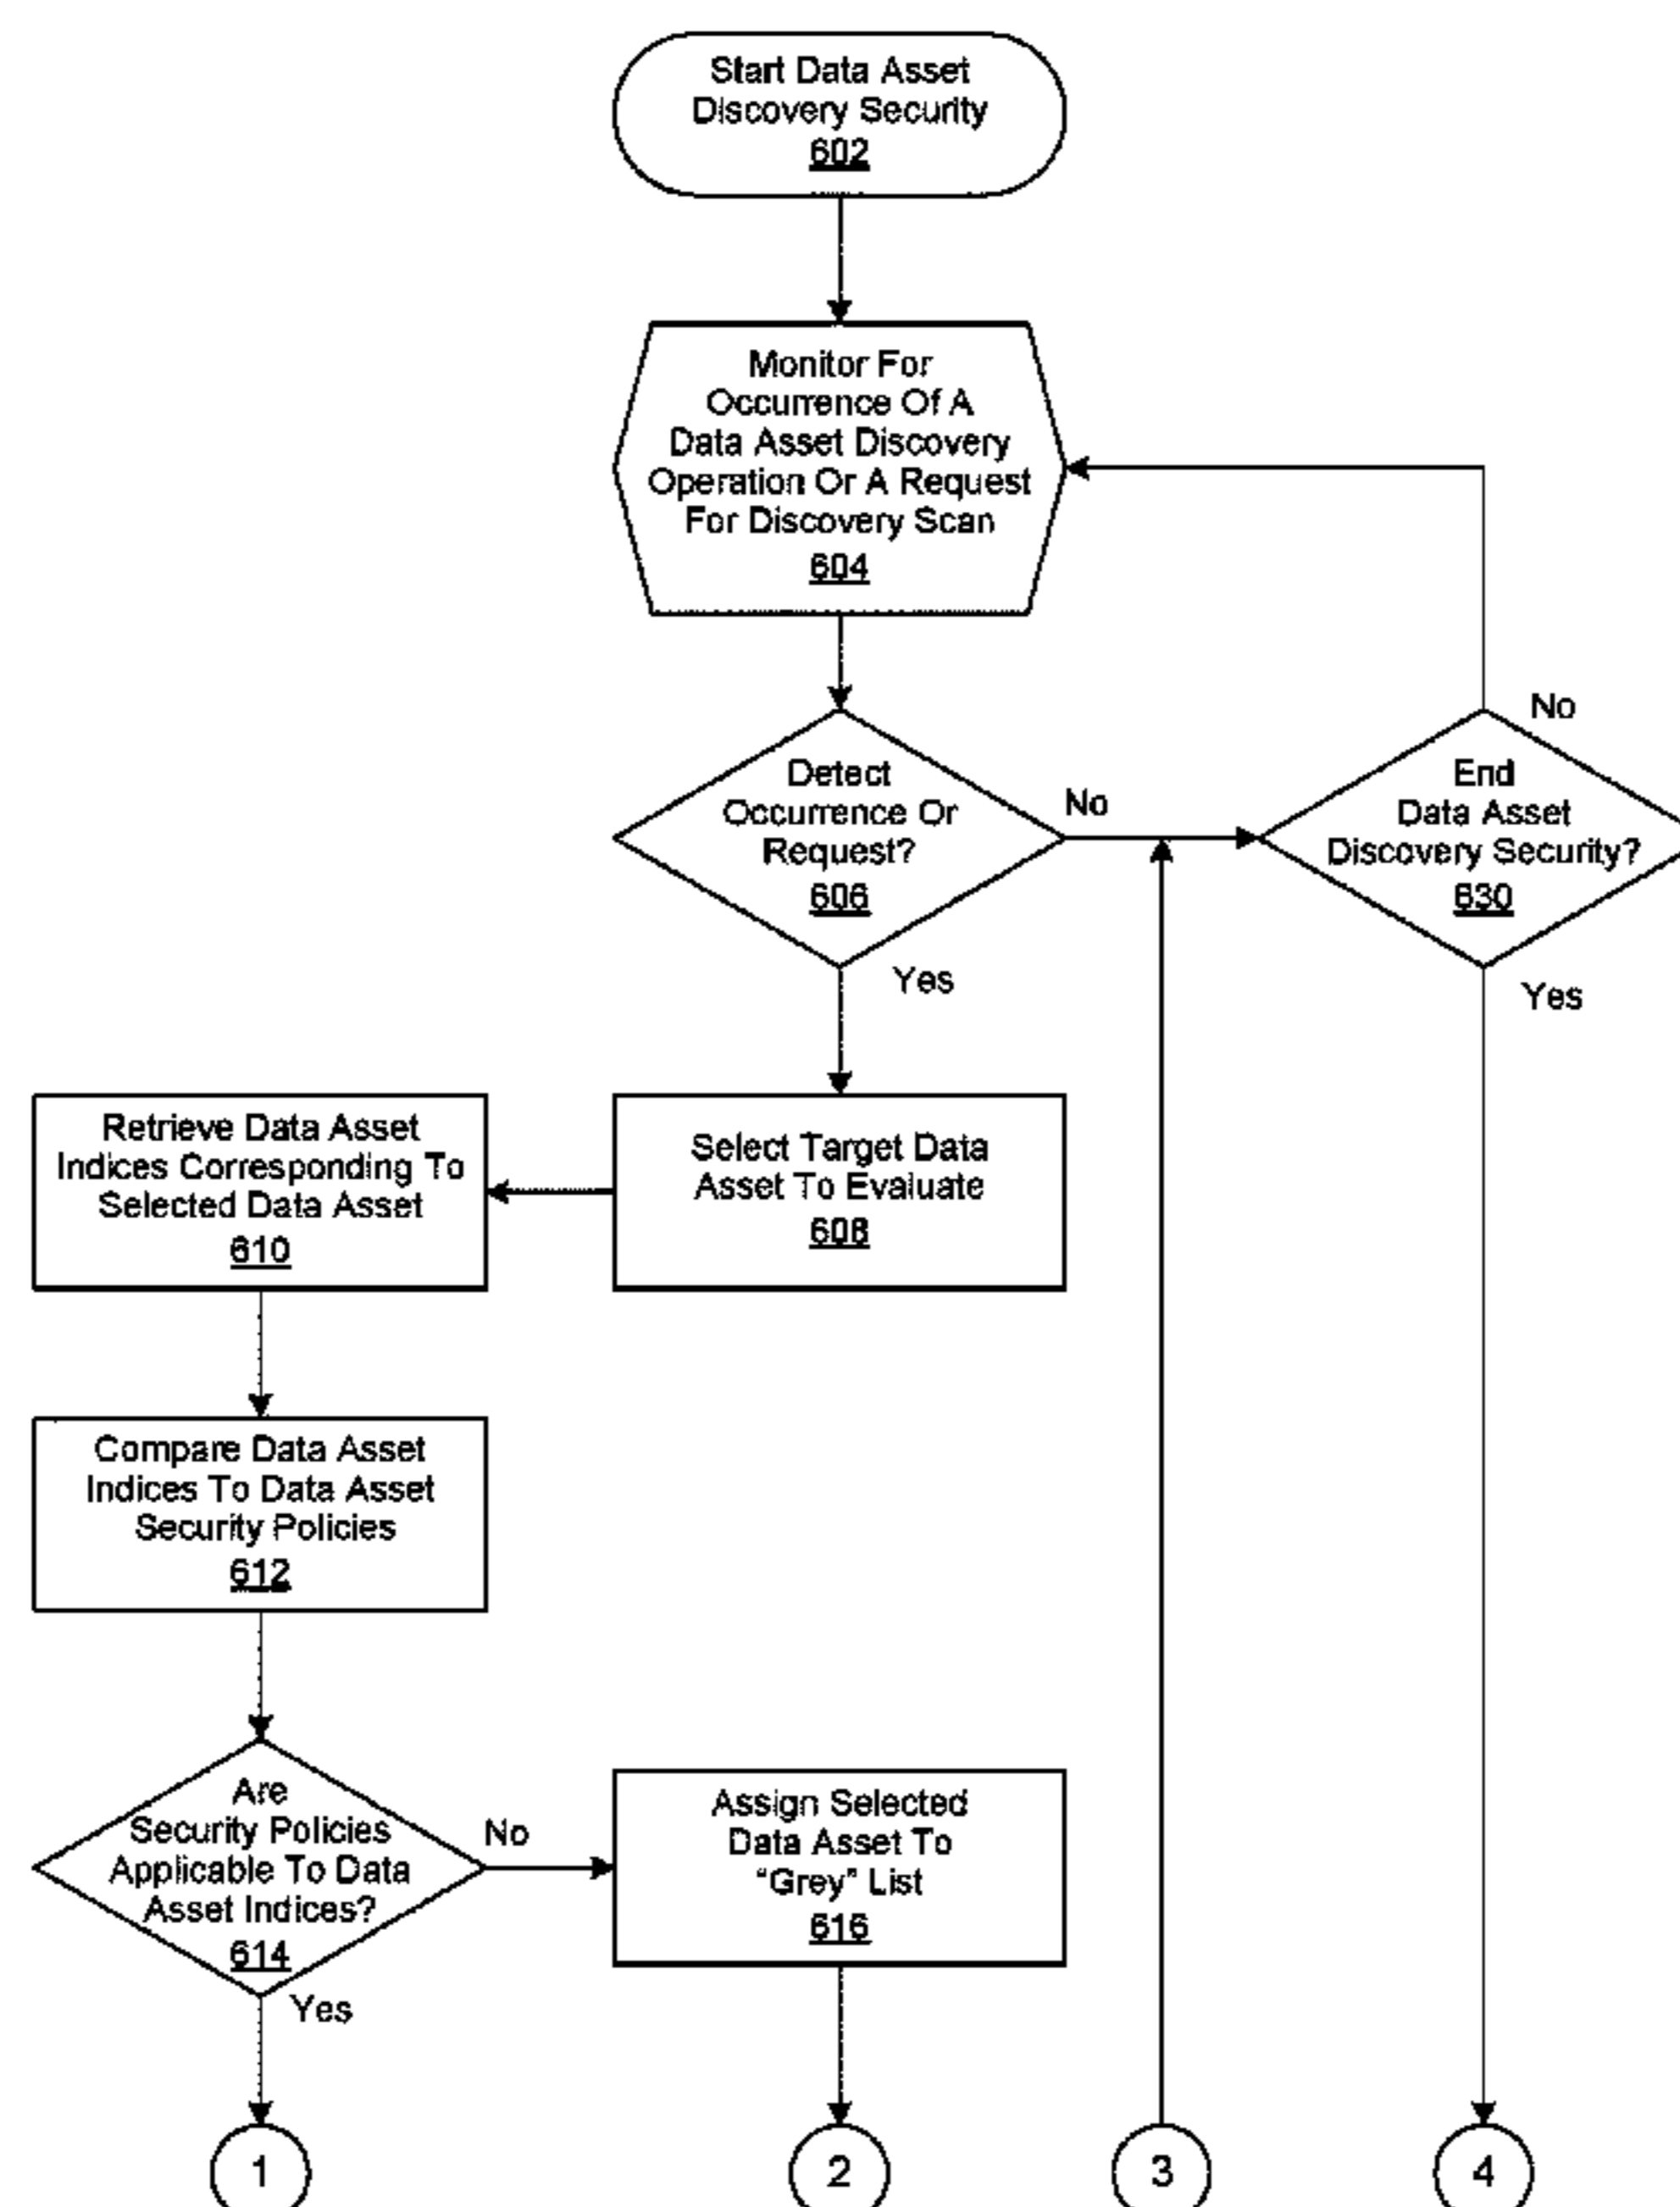 Start Data Asset
Discovery Security
602
Monitor For
Occurrence Of A
Data Asset Discovery
Operation Or A Request
For Discovery Scan
604
Detect
Occurrence Or
Request?
606
No
Yes
End
Data Asset
Discovery Security?
630
No
Yes
Select Target Data
Asset To Evaluate
608
Retrieve Data Asset
Indices Corresponding To
Selected Data Asset
610
Compare Data Asset
Indices To Data Asset
Security Policies
612
Are
Security Policies
Applicable To Data
Asset Indices?
614
No
Yes
Assign Selected
Data Asset To
“Grey” List
616
1
2
3
4